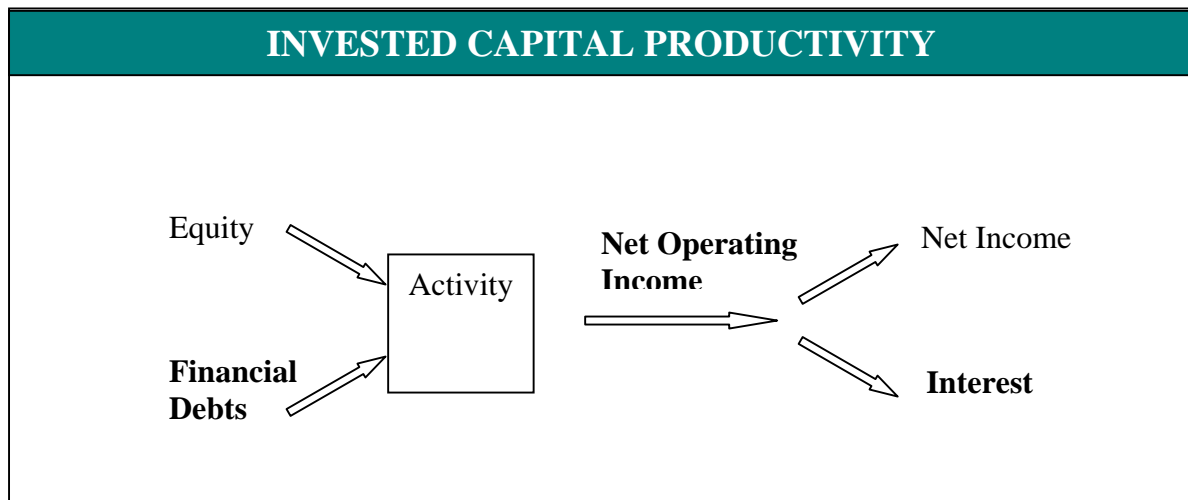 INVESTED CAPITAL PRODUCTIVITY
Equity
Financial
Debts
Activity
Net Operating
Income
Net Income
Interest